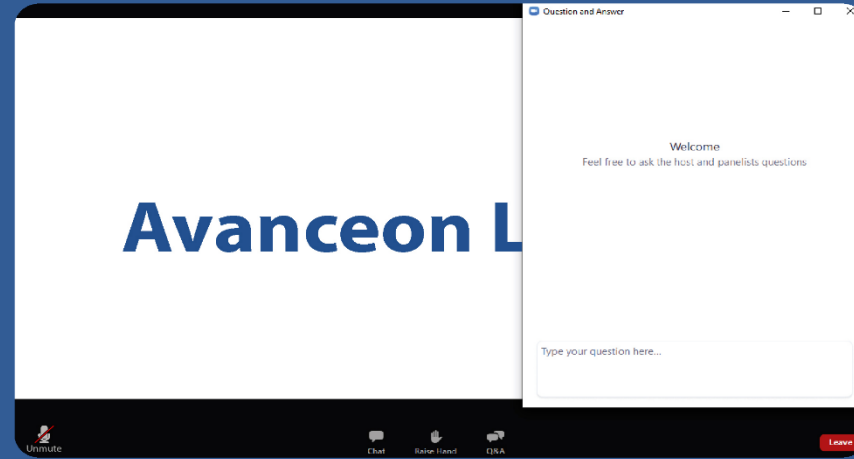 Question and Answer
Avanceon L
Welcome
Feel free to ask the host and panelists questions
Type your question here...
Unmute
Chat
Raise Hand
Q&A
Leave